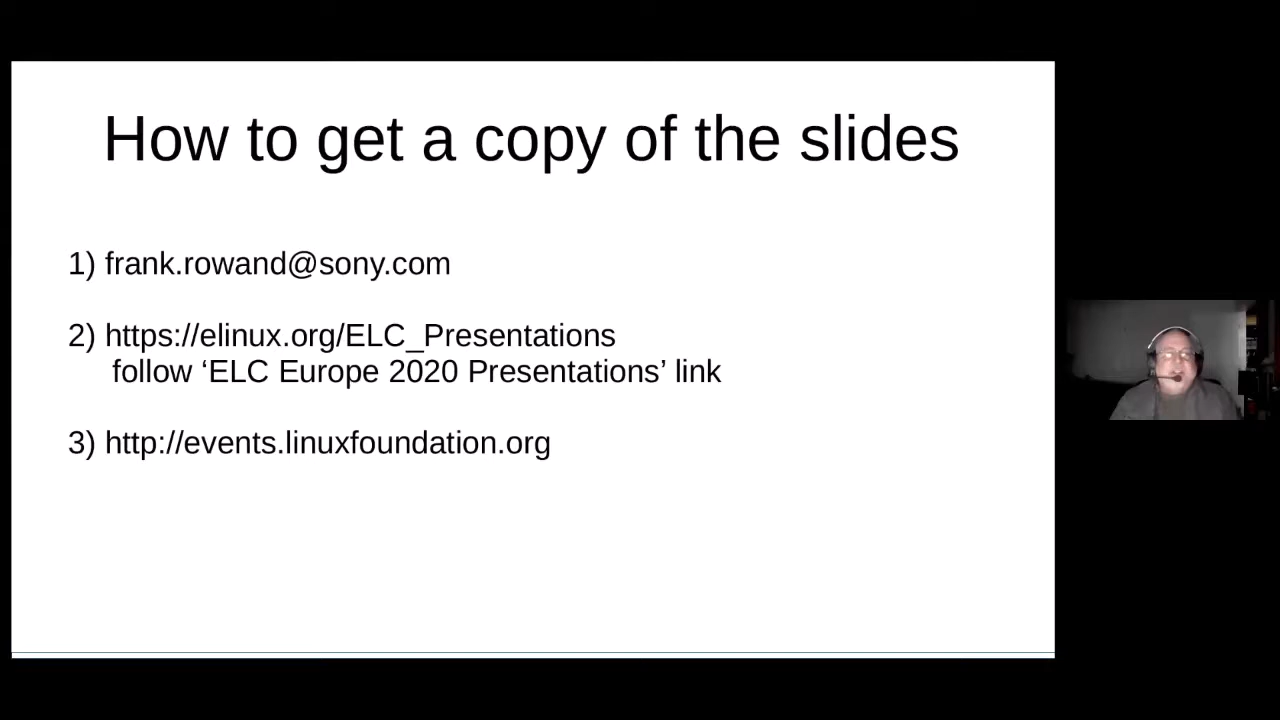 How to get a copy of the slides
1) frank.rowand@sony.com
2) https://elinux.org/ELC_Presentations
follow ‘ELC Europe 2020 Presentations’ link
3) http://events.linuxfoundation.org